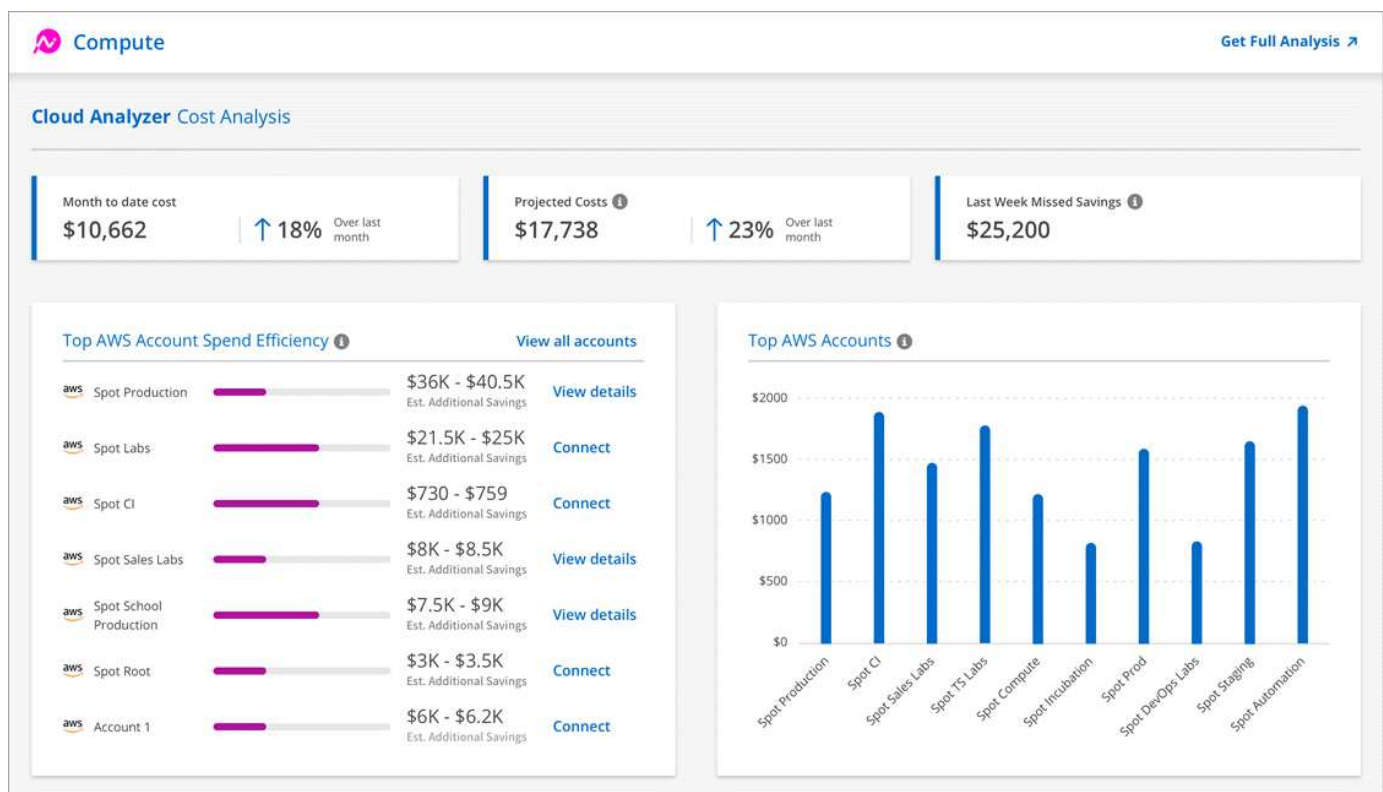 Compute
Get Full Analysis
Cloud Analyzer Cost Analysis
Month to date cost
$10,662
18%
Over last
month
Projected Costs
$17,738
23%
Over last
month
Last Week Missed Savings
$25,200
Top AWS Account Spend Efficiency
View all accounts
aws Spot Production
$36K - $40.5K
Est. Additional Savings
View details
aws Spot Labs
$21.5K - $25K
Est. Additional Savings
Connect
aws Spot CI
$730 - $759
Est. Additional Savings
Connect
aws Spot Sales Labs
$8K - $8.5K
Est. Additional Savings
View details
aws Spot School
Production
$7.5K - $9K
Est. Additional Savings
View details
aws Spot Root
$3K - $3.5K
Est. Additional Savings
Connect
aws Account 1
$6K - $6.2K
Est. Additional Savings
Connect
Top AWS Accounts
$2000
$1500
$1000
$500
$0
Spot Production
Spot CI
Spot Sales Labs
Spot TS Labs
Spot Compute
Spot Incubation
Spot Prod
Spot DevOps Labs
Spot Staging
Spot Automation